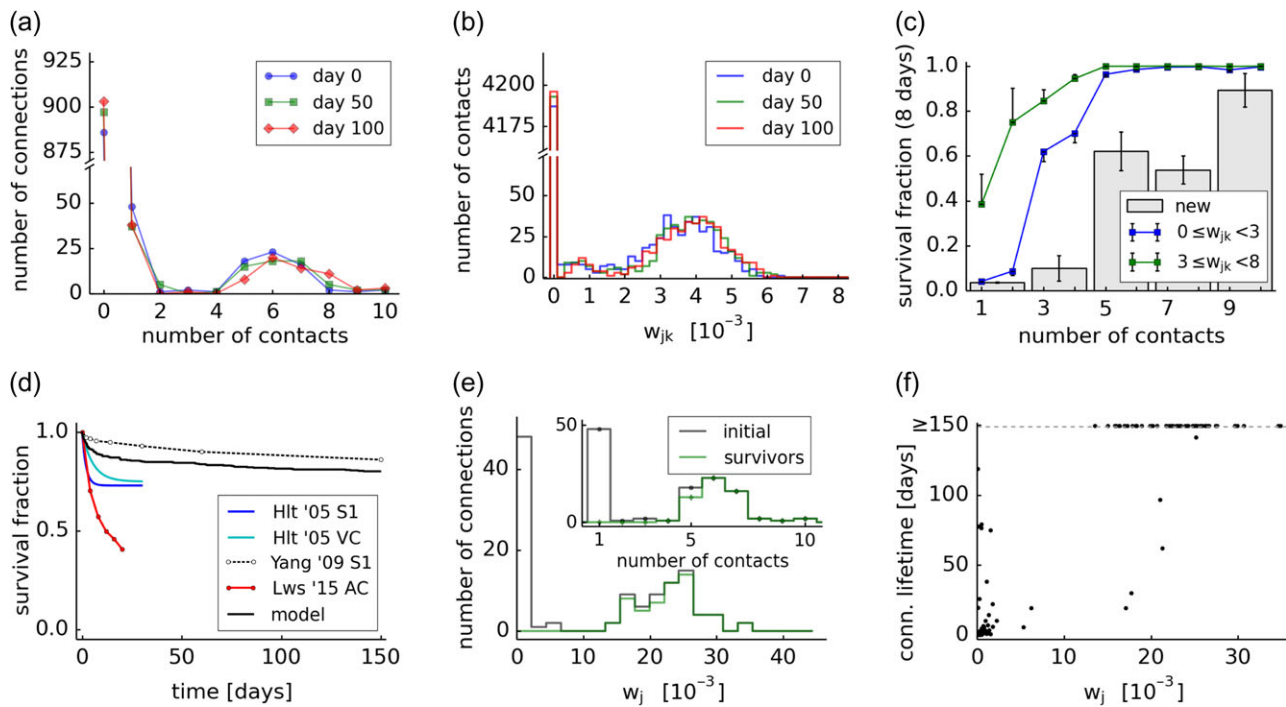 (a)
925
900
875
50
25
0
0 2 4 6 8 10
number of connections
number of contacts
day 0
day 50
day 100
(b)
4200
4175
50
25
0
0 1 2 3 4 5 6 7 8
number of contacts
w_jk [10^-3]
day 0
day 50
day 100
(c)
1.0
0.8
0.6
0.4
0.2
0.0
1 3 5 7 9
survival fraction (8 days)
number of contacts
new
0 ≤w_jk <3
3 ≤w_jk <8
(d)
1.0
0.5
0.0
0 50 100 150
survival fraction
time [days]
Hlt '05 S1
Hlt '05 VC
Yang '09 S1
Lws '15 AC
model
(e)
40
20
0
0 10 20 30 40
number of connections
w_j [10^-3]
50
0
1 5 10
number of contacts
initial
survivors
(f)
≥
150
100
50
0
0 10 20 30
conn. lifetime [days]
w_j [10^-3]